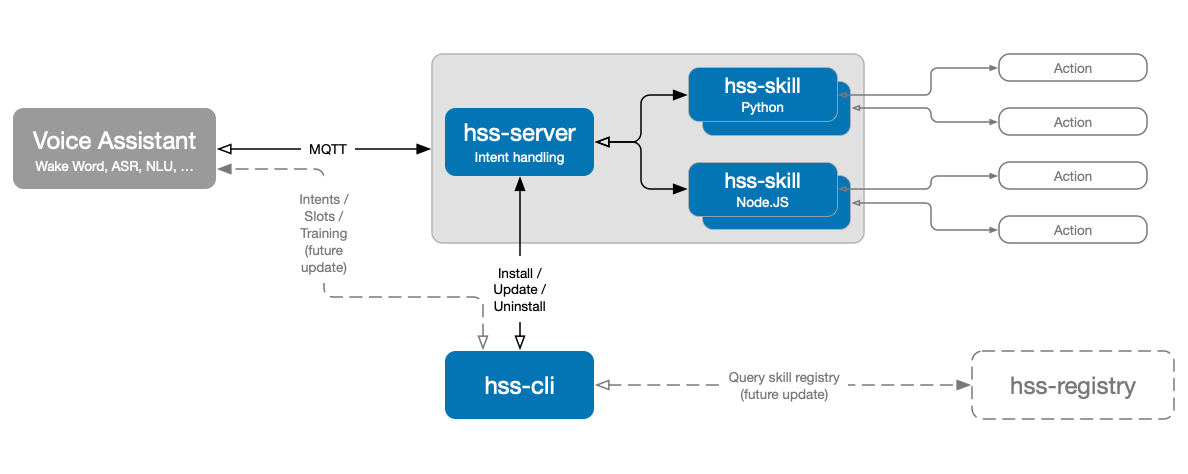 Voice Assistant
Wake Word, ASR, NLU, ...
MQTT
Intents /
Slots /
Training
(future
update)
hss-server
Intent handling
hss-skill
Python
hss-skill
Node.JS
Action
Action
Action
Action
Install /
Update /
Uninstall
hss-cli
Query skill registry
(future update)
hss-registry